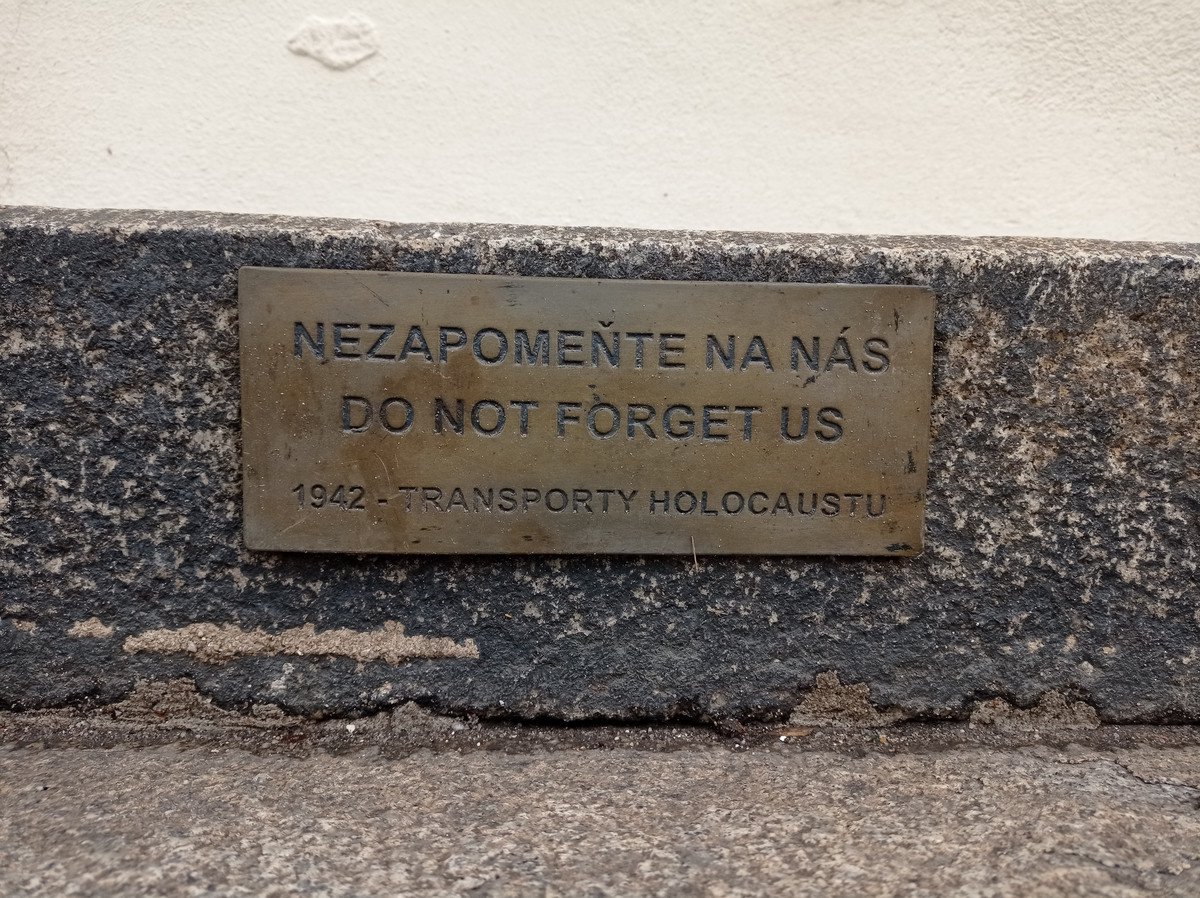 NEZAPOMEŇTE NA NÁS
DO NOT FORGET US
1942 - TRANSPORTY HOLOCAUSTU